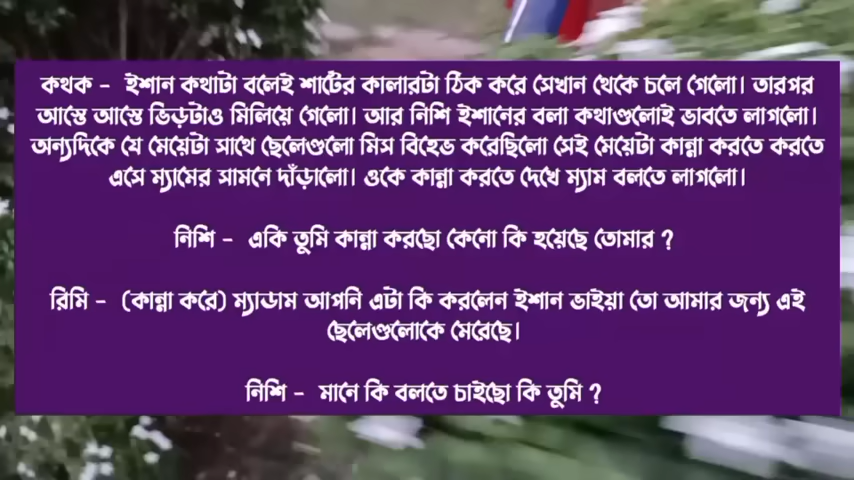 কথক - ইশান কথাটা বলেই শার্টের কালারটা ঠিক করে সেখান থেকে চলে গেলো। তারপর
আস্তে আস্তে ভিড়টাও মিলিয়ে গেলো। আর নিশি ইশানের বলা কথাগুলোই ভাবতে লাগলো।
অন্যদিকে যে মেয়েটা সাথে ছেলেগুলো মিস বিহেভ করেছিলো সেই মেয়েটা কান্না করতে করতে
এসে ম্যামের সামনে দাঁড়ালো। ওকে কান্না করতে দেখে ম্যাম বলতে লাগলো।
নিশি - একি তুমি কান্না করছো কেনো কি হয়েছে তোমার ?
রিমি - (কান্না করে) ম্যাডাম আপনি এটা কি করলেন ইশান ভাইয়া তো আমার জন্য এই
ছেলেগুলোকে মেরেছে।
নিশি - মানে কি বলতে চাইছো কি তুমি ?